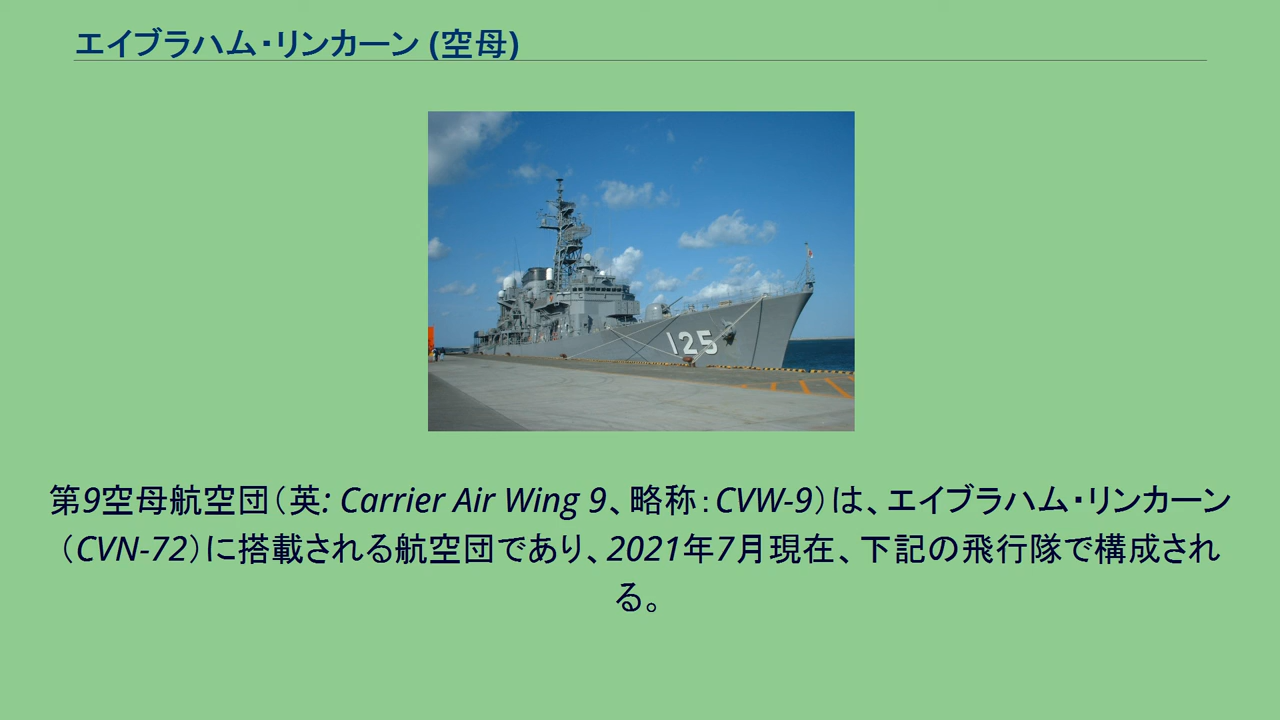 エイブラハム・リンカーン (空母)
125
第9空母航空団（英: Carrier Air Wing 9、略称：CVW-9）は、エイブラハム・リンカーン
（CVN-72）に搭載される航空団であり、2021年7月現在、下記の飛行隊で構成され
る。